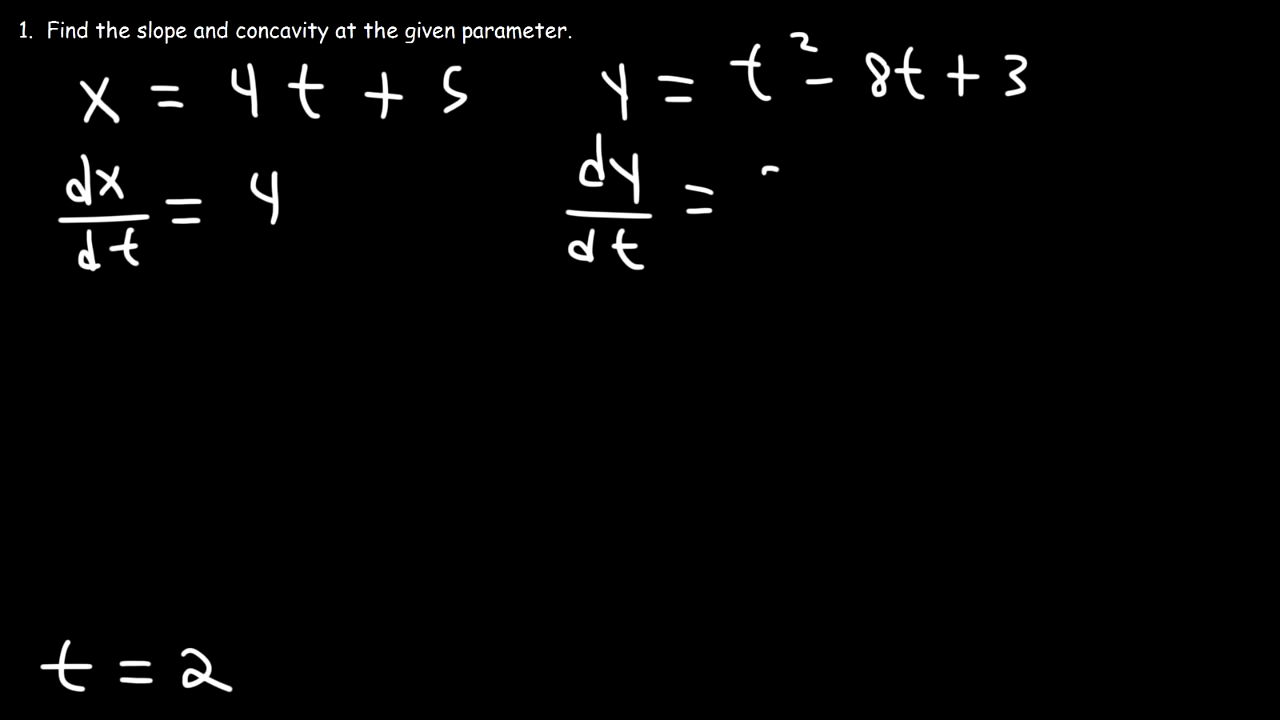 1. Find the slope and concavity at the given parameter.
x = 4t + 5 y = t² - 8t + 3
dx/dt = 4 dy/dt =
t = 2